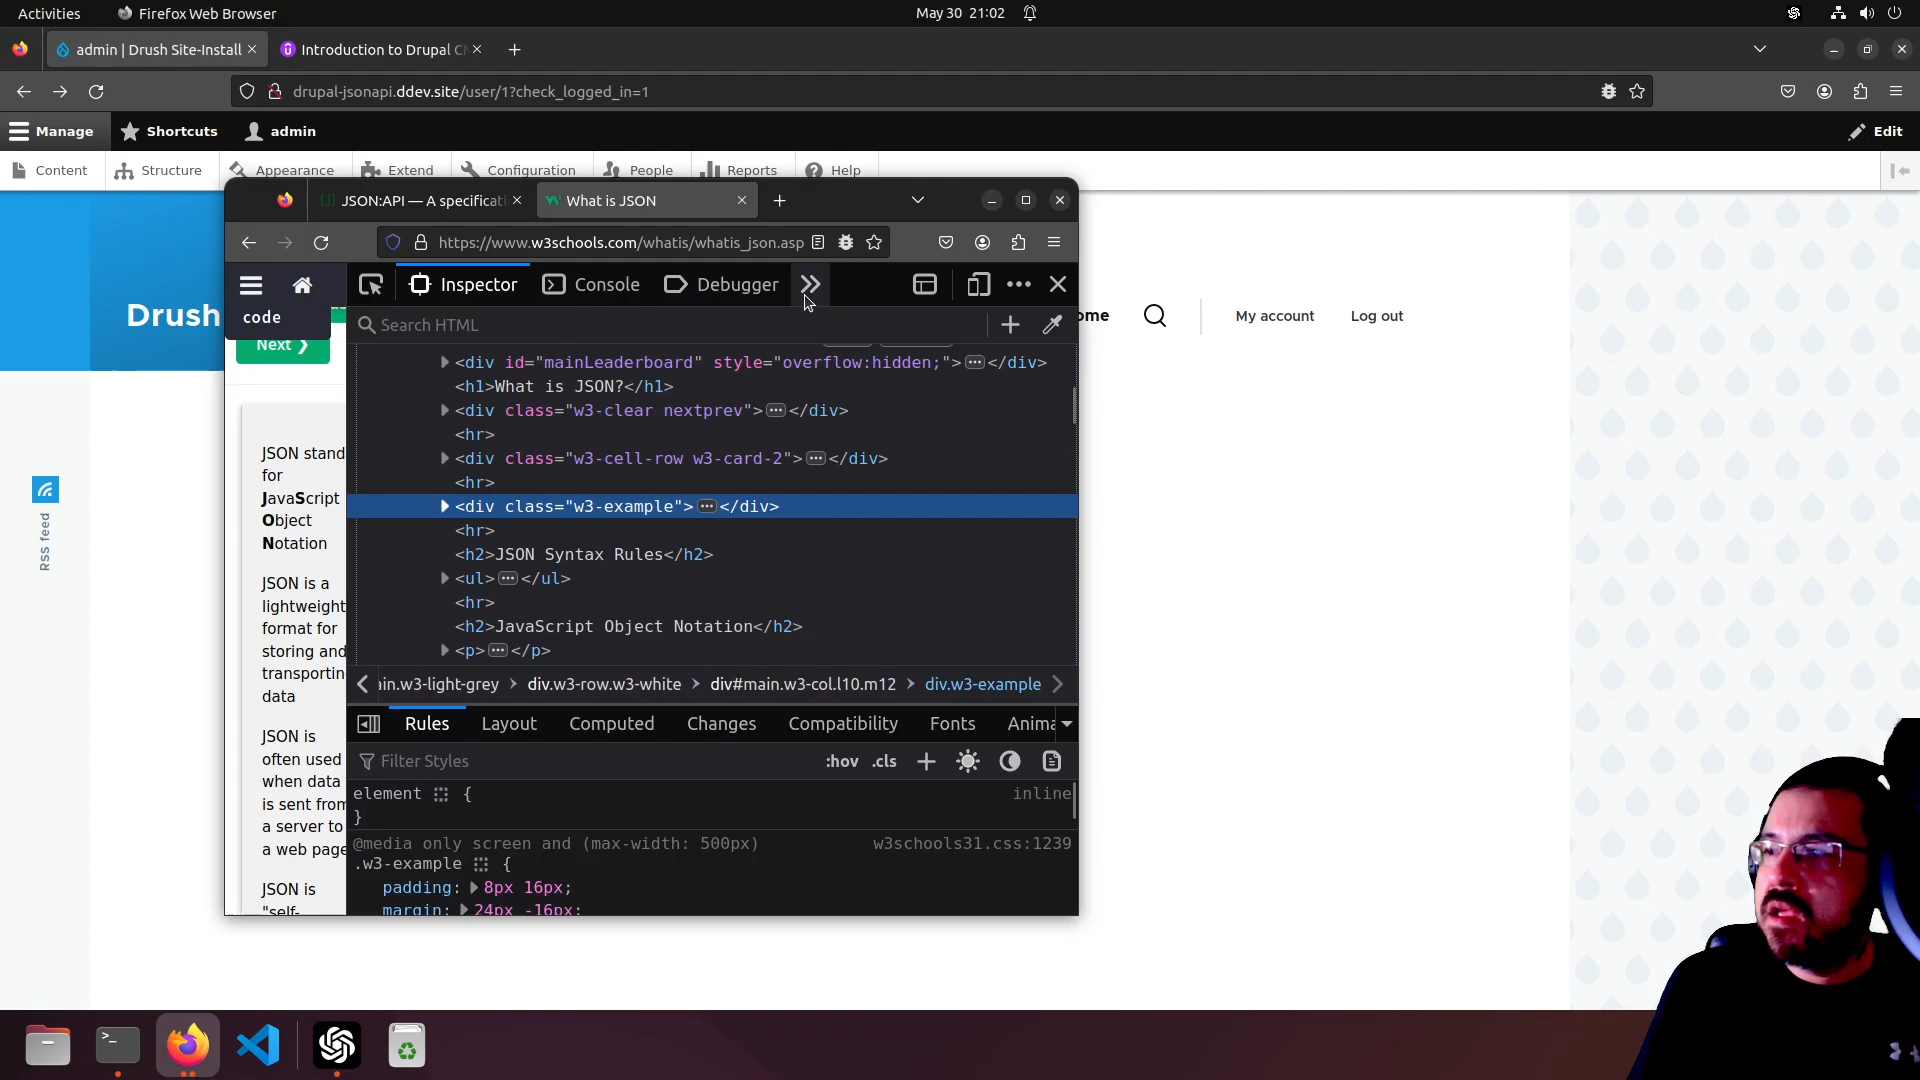 Activities
Firefox Web Browser
May 30 21:02
admin | Drush Site-Install
Introduction to Drupal C
drupal-jsonapi.ddev.site/user/1?check_logged_in=1
Manage
Shortcuts
admin
Edit
Content
Structure
Appearance
Extend
Configuration
People
Reports
Help
JSON:API — A specificati
What is JSON
https://www.w3schools.com/whatis/whatis_json.asp
Drush
code
Next ❯
Inspector
Console
Debugger
ome
My account
Log out
Search HTML
<div id="mainLeaderboard" style="overflow:hidden;"></div>
<h1>What is JSON?</h1>
<div class="w3-clear nextprev"></div>
<hr>
<div class="w3-cell-row w3-card-2"></div>
<hr>
<div class="w3-example"></div>
<hr>
<h2>JSON Syntax Rules</h2>
<ul></ul>
<hr>
<h2>JavaScript Object Notation</h2>
<p></p>
JSON stand
for
JavaScript
Object
Notation
JSON is a
lightweight
format for
storing and
transportin
data
JSON is
often used
when data
is sent from
a server to
a web page
JSON is
"self-
RSS feed
in.w3-light-grey
div.w3-row.w3-white
div#main.w3-col.l10.m12
div.w3-example
Rules
Layout
Computed
Changes
Compatibility
Fonts
Anima
Filter Styles
:hov
.cls
element {
inline
}
@media only screen and (max-width: 500px)
w3schools31.css:1239
.w3-example {
padding: 8px 16px;
margin: 24px -16px;